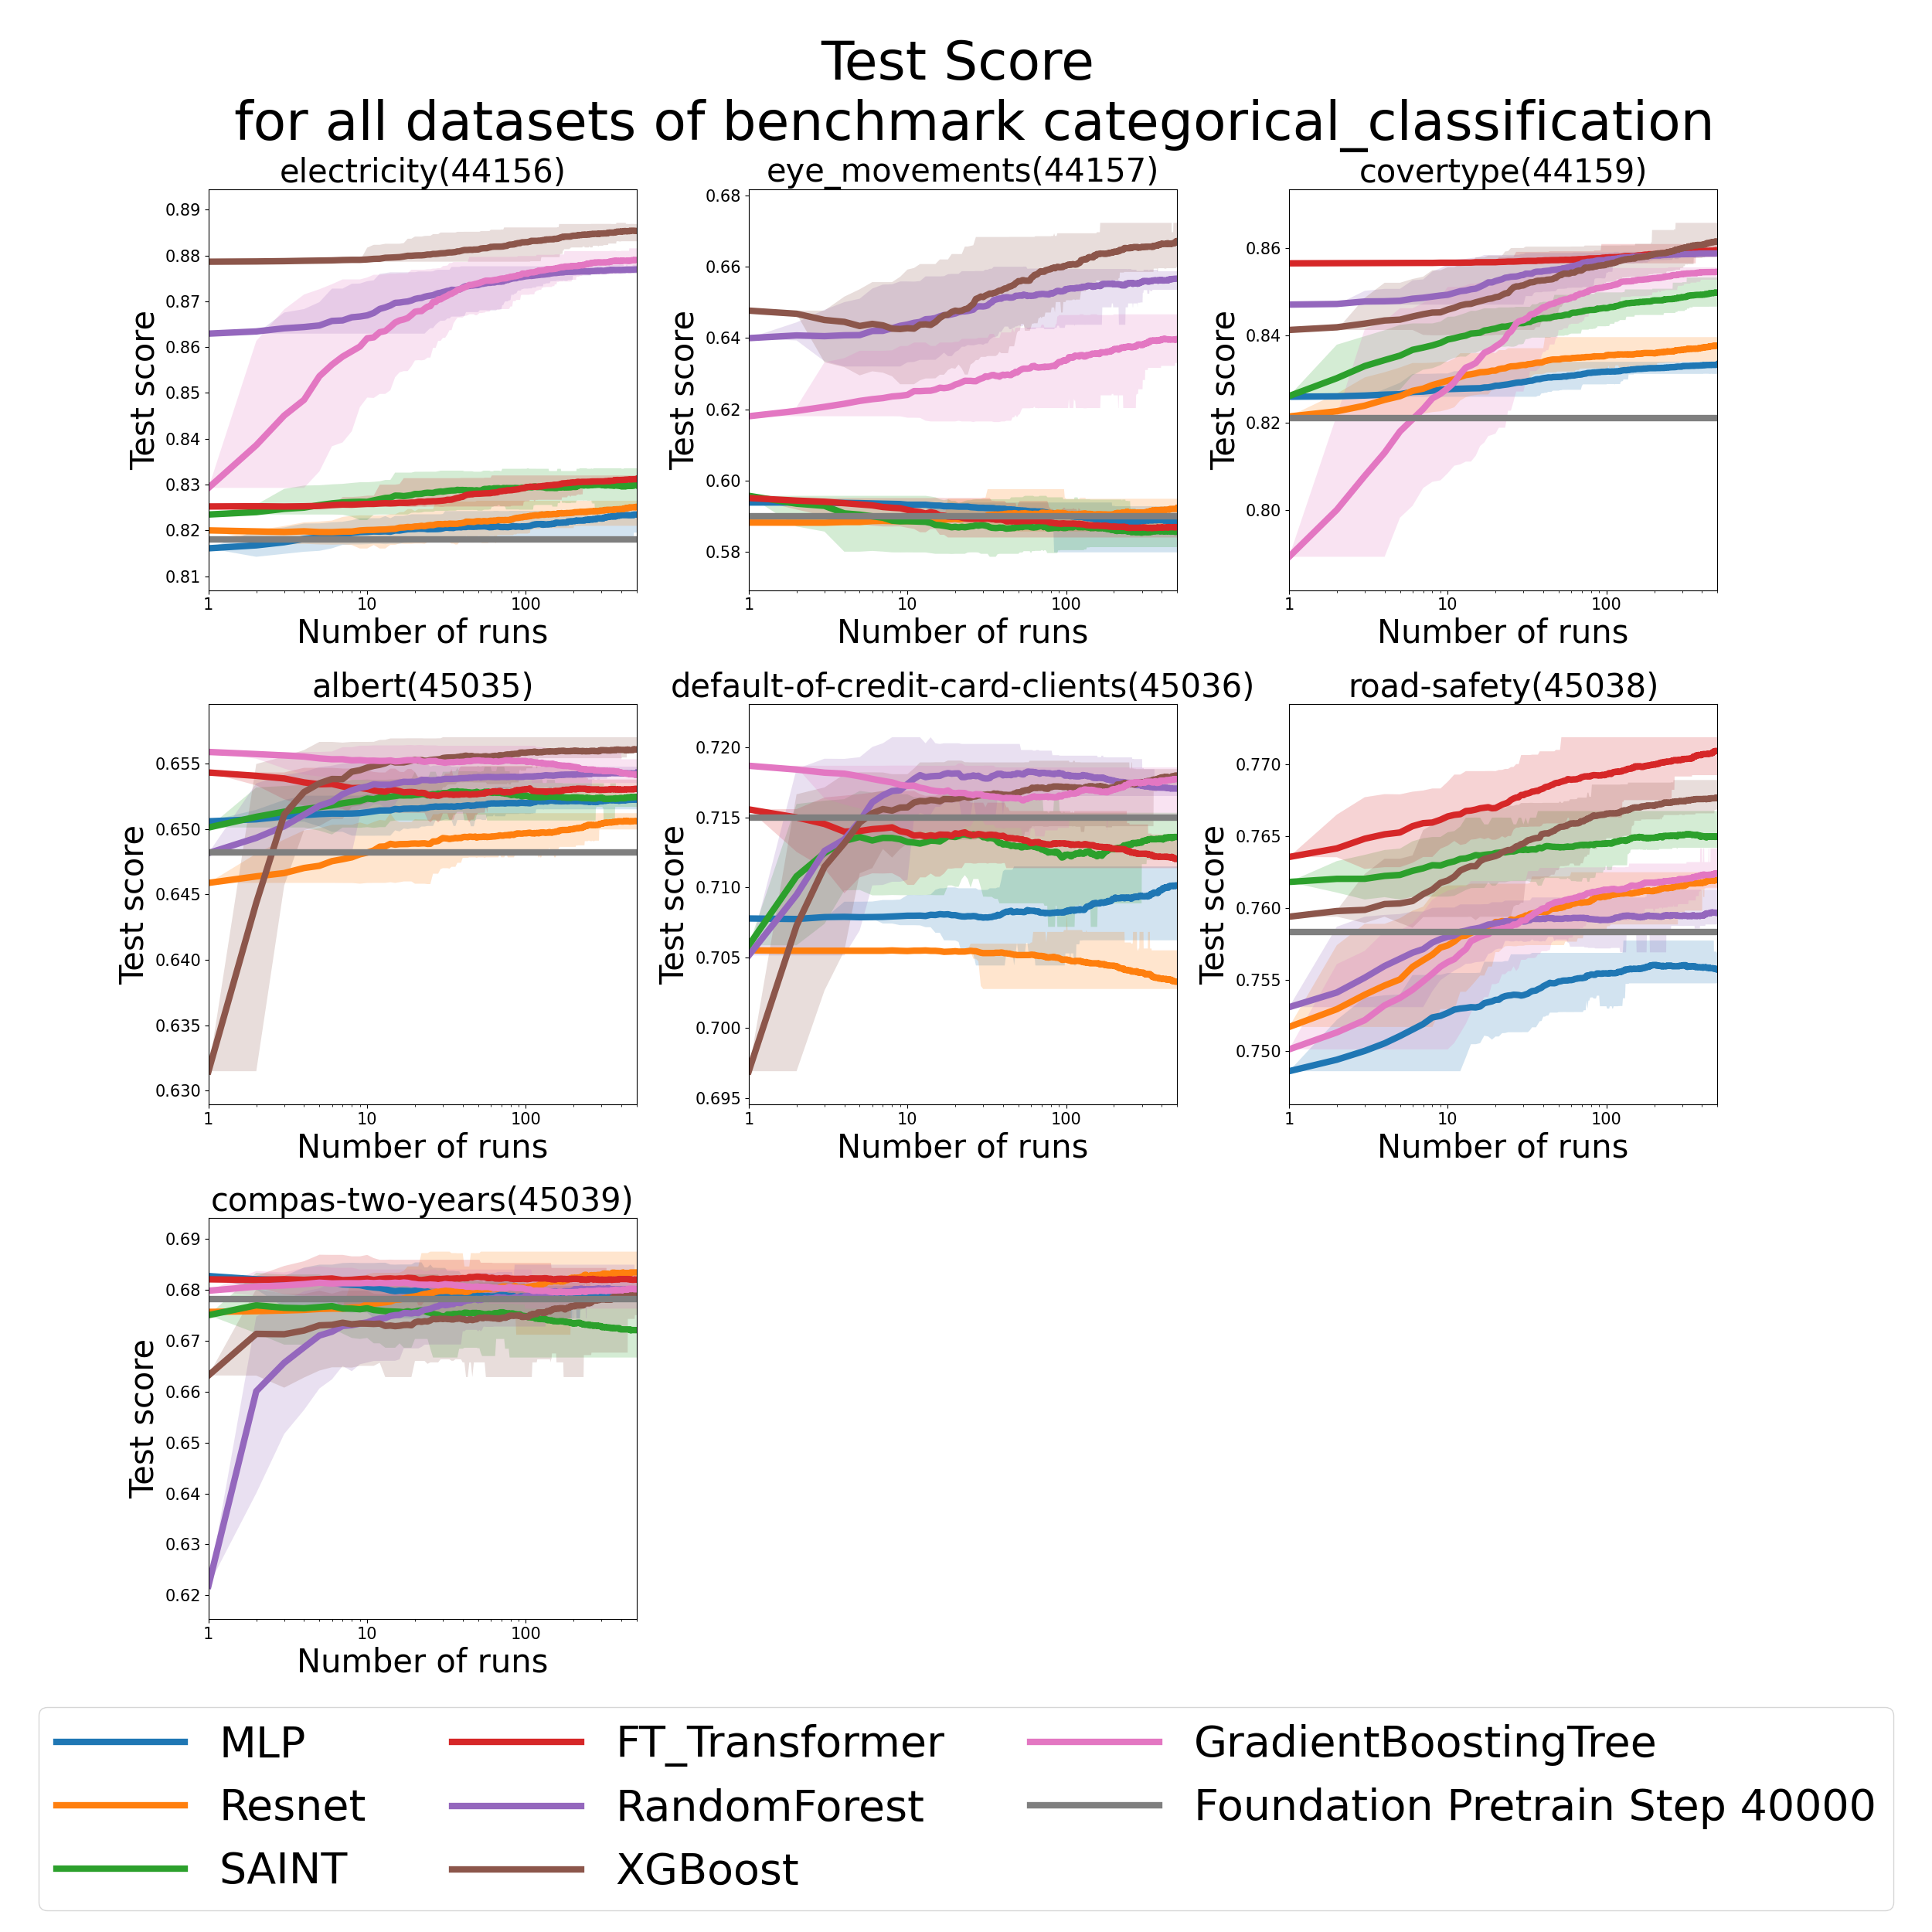 Test Score
for all datasets of benchmark categorical_classification
electricity(44156)
eye_movements(44157)
covertype(44159)
Test score
0.89
0.88
0.87
0.86
0.85
0.84
0.83
0.82
0.81
1
10
100
Number of runs
Test score
0.68
0.66
0.64
0.62
0.60
0.58
1
10
100
Number of runs
Test score
0.86
0.84
0.82
0.80
1
10
100
Number of runs
albert(45035)
default-of-credit-card-clients(45036)
road-safety(45038)
Test score
0.655
0.650
0.645
0.640
0.635
0.630
1
10
100
Number of runs
Test score
0.720
0.715
0.710
0.705
0.700
0.695
1
10
100
Number of runs
Test score
0.770
0.765
0.760
0.755
0.750
1
10
100
Number of runs
compas-two-years(45039)
Test score
0.69
0.68
0.67
0.66
0.65
0.64
0.63
0.62
1
10
100
Number of runs
MLP
Resnet
SAINT
FT_Transformer
RandomForest
XGBoost
GradientBoostingTree
Foundation Pretrain Step 40000